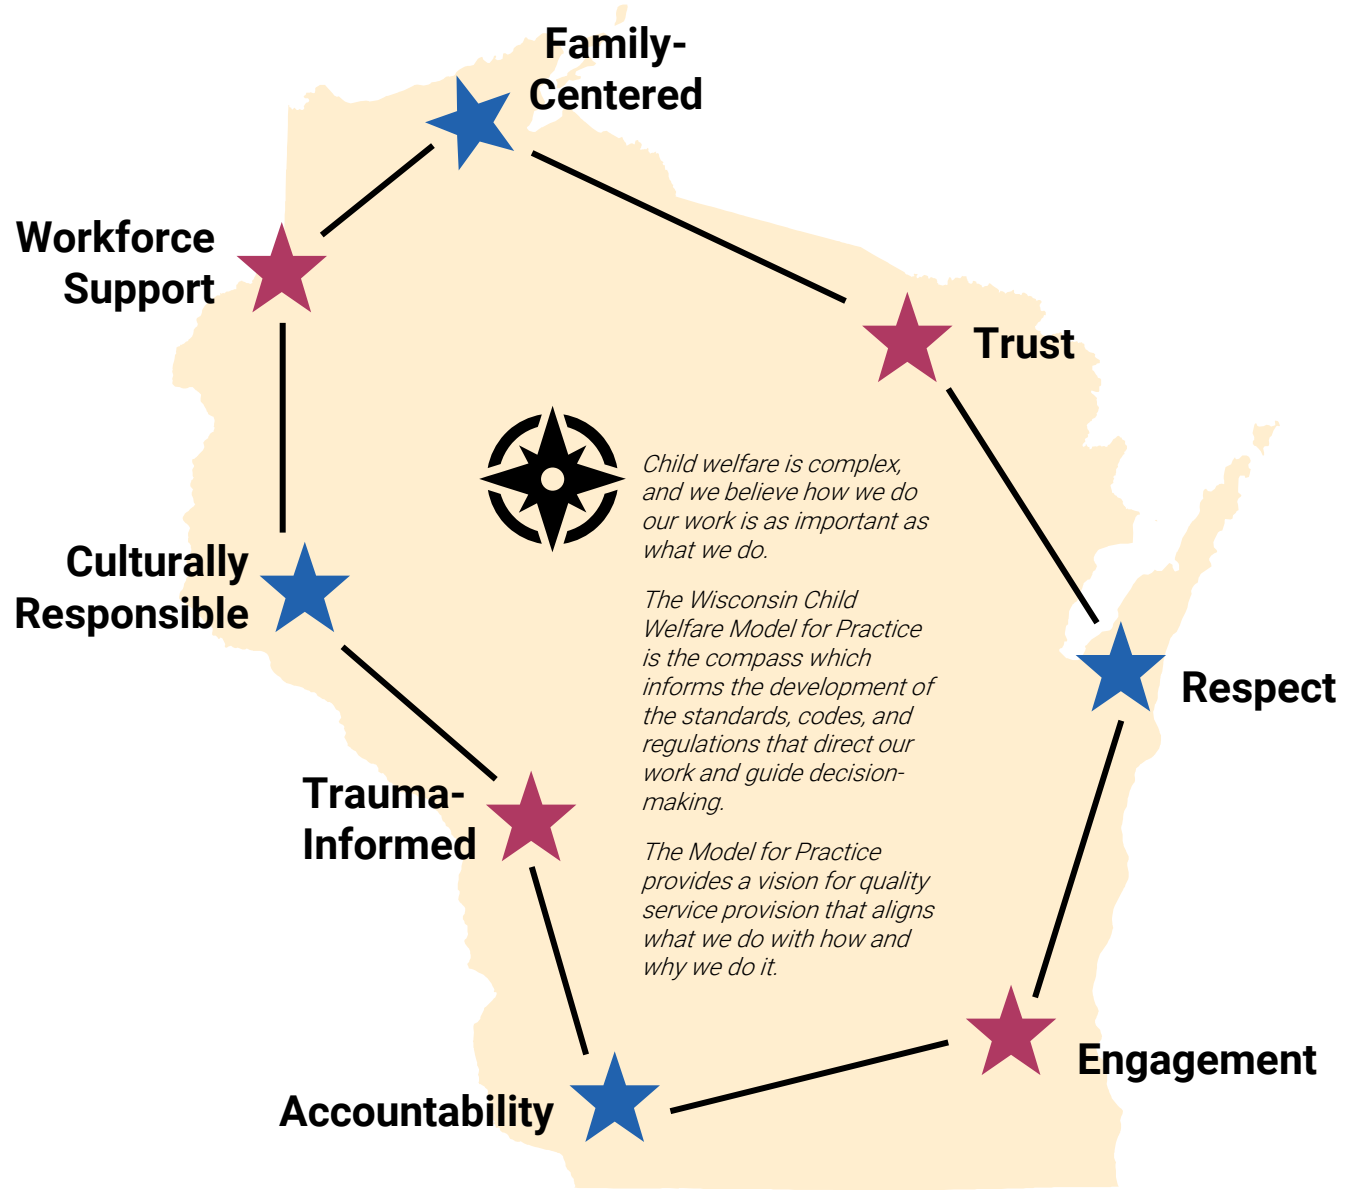 Family-
Centered
Workforce
Support
Trust
Child welfare is complex,
and we believe how we do
our work is as important as
what we do.
The Wisconsin Child
Welfare Model for Practice
is the compass which
informs the development of
the standards, codes, and
regulations that direct our
work and guide decision-
making.
The Model for Practice
provides a vision for quality
service provision that aligns
what we do with how and
why we do it.
Culturally
Responsible
Respect
Trauma-
Informed
Engagement
Accountability